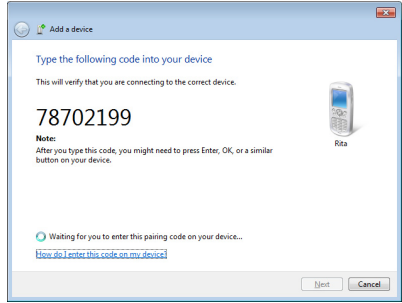 Add a device
Type the following code into your device
This will verify that you are connecting to the correct device.
78702199
Note:
After you type this code, you might need to press Enter, OK, or a similar
button on your device.
Rita
Waiting for you to enter this pairing code on your device...
How do I enter this code on my device?
Next
Cancel